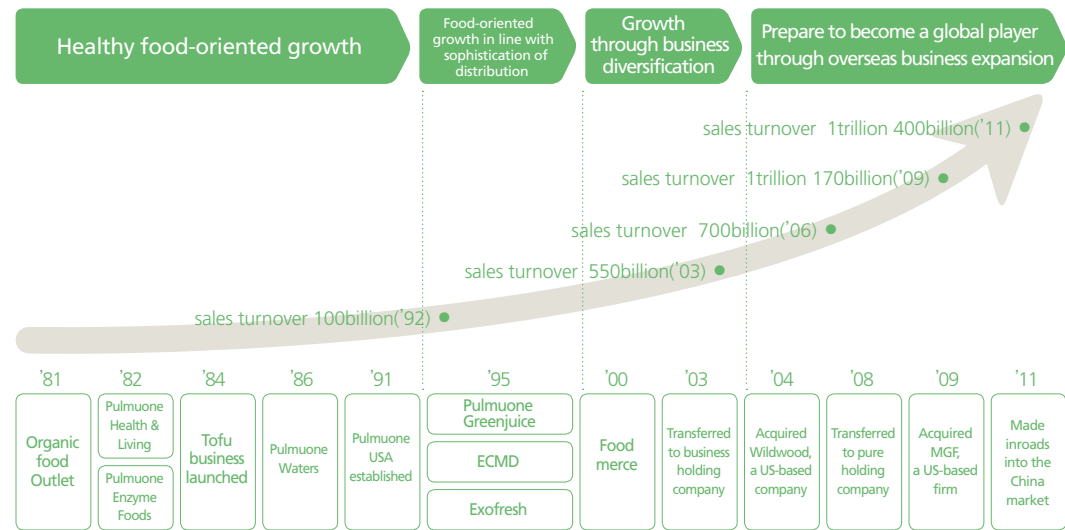 Healthy food-oriented growth
Food-oriented
growth in line with
sophistication of
distribution
Growth
through business
diversification
Prepare to become a global player
through overseas business expansion
sales turnover 1trillion 400billion('11)
sales turnover 1trillion 170billion('09)
sales turnover 700billion('06)
sales turnover 550billion('03)
sales turnover 100billion('92)
'81
'82
'84
'86
'91
'95
'00
'03
'04
'08
'09
'11
Organic
food
Outlet
Pulmuone
Health &
Living
Pulmuone
Enzyme
Foods
Tofu
business
launched
Pulmuone
Waters
Pulmuone
USA
established
Pulmuone
Greenjuice
ECMD
Exofresh
Food
merce
Transferred
to business
holding
company
Acquired
Wildwood,
a US-based
company
Transferred
to pure
holding
company
Acquired
MGF,
a US-based
firm
Made
inroads
into the
China
market